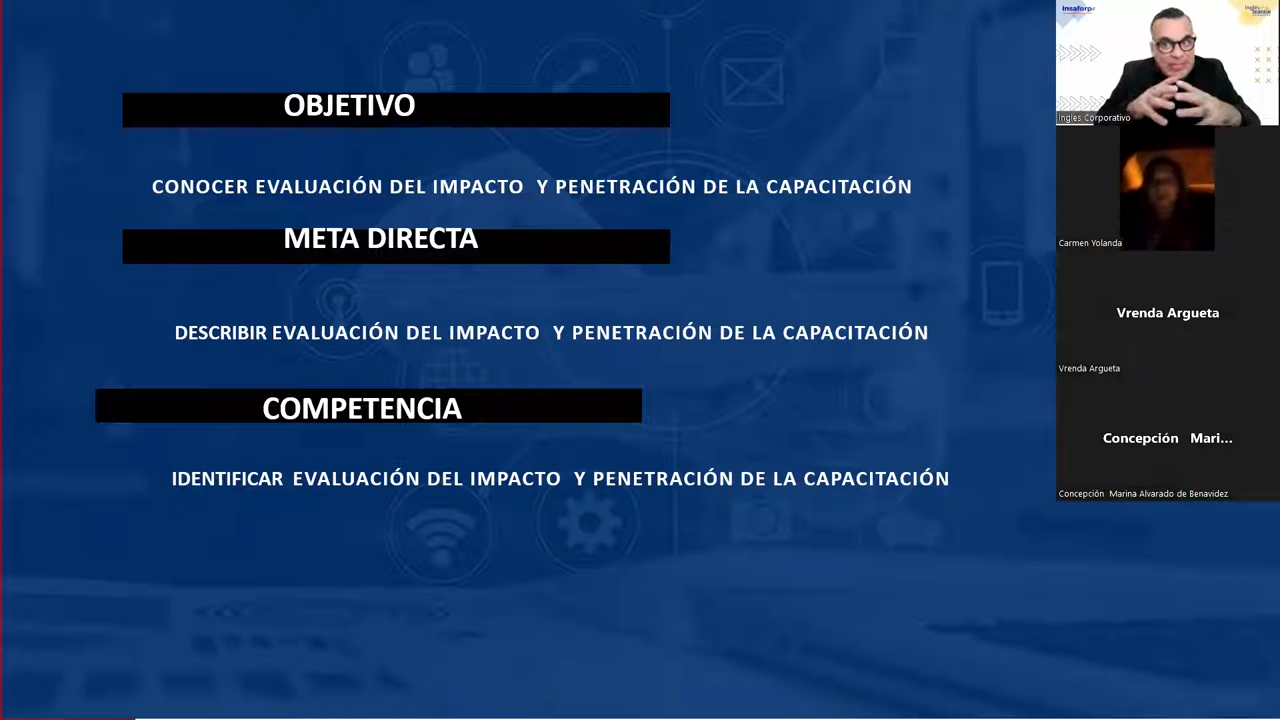 OBJETIVO
CONOCER EVALUACIÓN DEL IMPACTO Y PENETRACIÓN DE LA CAPACITACIÓN
META DIRECTA
DESCRIBIR EVALUACIÓN DEL IMPACTO Y PENETRACIÓN DE LA CAPACITACIÓN
COMPETENCIA
IDENTIFICAR EVALUACIÓN DEL IMPACTO Y PENETRACIÓN DE LA CAPACITACIÓN
Insaforp
Ingles Corporativo
Carmen Yolanda
Vrenda Argueta
Vrenda Argueta
Concepción Mari...
Concepción Marina Alvarado de Benavidez